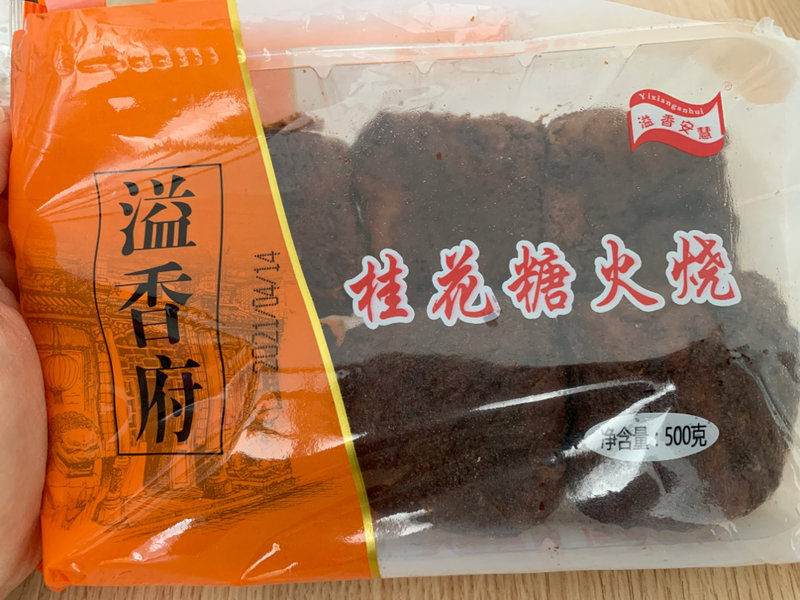 Yixianganhui
溢香安慧
溢香府
2021/04/14
桂花糖火烧
净含量：500克